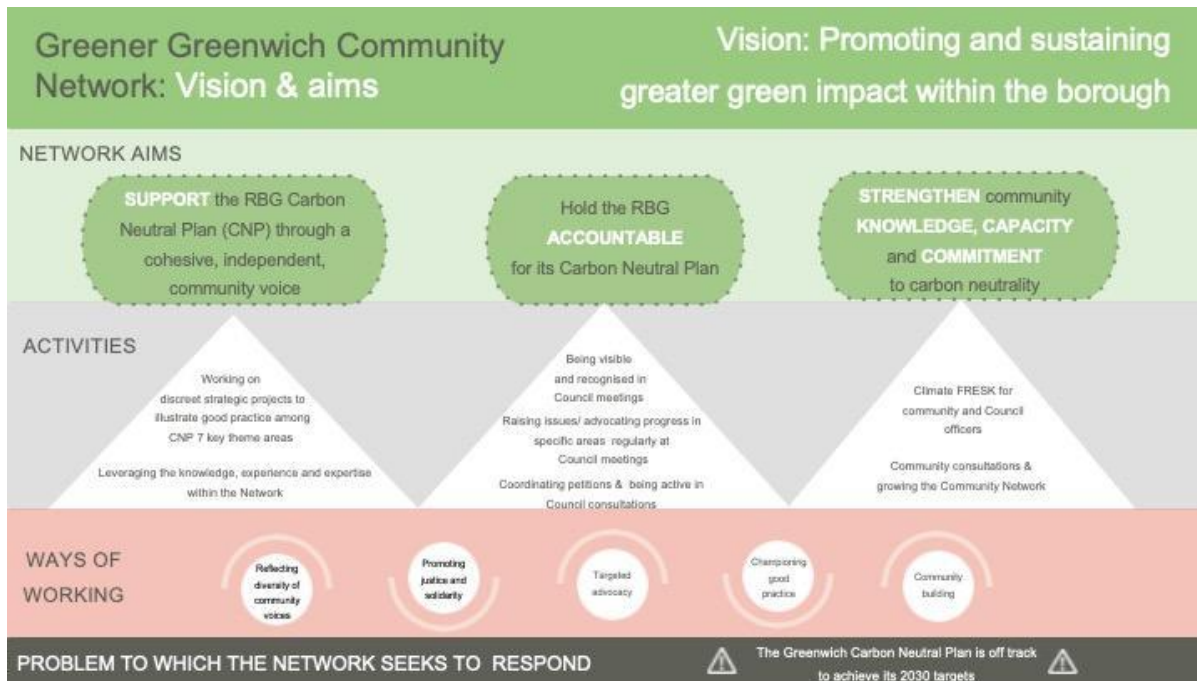 Greener Greenwich Community
Network: Vision & aims
Vision: Promoting and sustaining
greater green impact within the borough
NETWORK AIMS
SUPPORT the RBG Carbon
Neutral Plan (CNP) through a
cohesive, independent,
community voice
Hold the RBG
ACCOUNTABLE
for its Carbon Neutral Plan
STRENGTHEN community
KNOWLEDGE, CAPACITY
and COMMITMENT
to carbon neutrality
ACTIVITIES
Working on
discreet strategic projects to
illustrate good practice among
CNP 7 key theme areas
Leveraging the knowledge, experience and expertise
within the Network
Being visible
and recognised in
Council meetings
Raising issues/ advocating progress in
specific areas regularly at
Council meetings
Coordinating petitions & being active in
Council consultations
Climate FRESK for
community and Council
officers
Community consultations &
growing the Community Network
WAYS OF
WORKING
Reflecting
diversity of
community
voices
Promoting
justice and
solidarity
Targeted
advocacy
Championing
good
practice
Community
building
PROBLEM TO WHICH THE NETWORK SEEKS TO RESPOND
The Greenwich Carbon Neutral Plan is off track
to achieve its 2030 targets